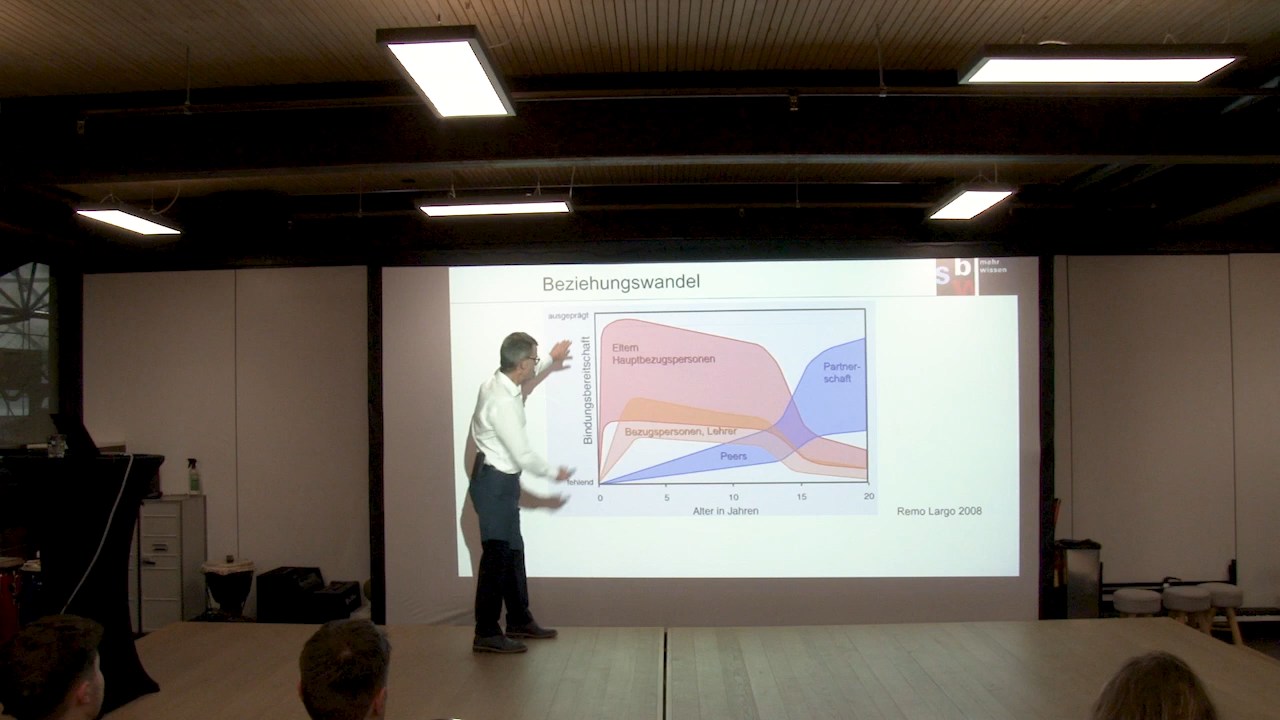 Beziehungswandel
sb
mehr
wissen
ausgeprägt
Bindungsbereitschaft
fehlend
Eltern
Hauptbezugspersonen
Partner-
schaft
Bezugspersonen, Lehrer
Peers
0
5
10
15
20
Alter in Jahren
Remo Largo 2008